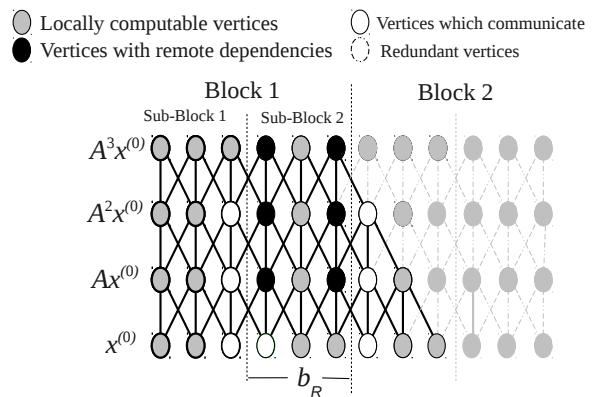 Locally computable vertices
Vertices which communicate
Vertices with remote dependencies
Redundant vertices
Block 1
Block 2
Sub-Block 1
Sub-Block 2
A³x⁽⁰⁾
A²x⁽⁰⁾
Ax⁽⁰⁾
x⁽⁰⁾
b_R